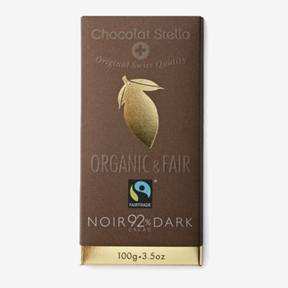 Chocolat Stella
Original Swiss Quality
ORGANIC & FAIR
FAIRTRADE
NOIR 92% DARK
CACAO
100g • 3.5oz